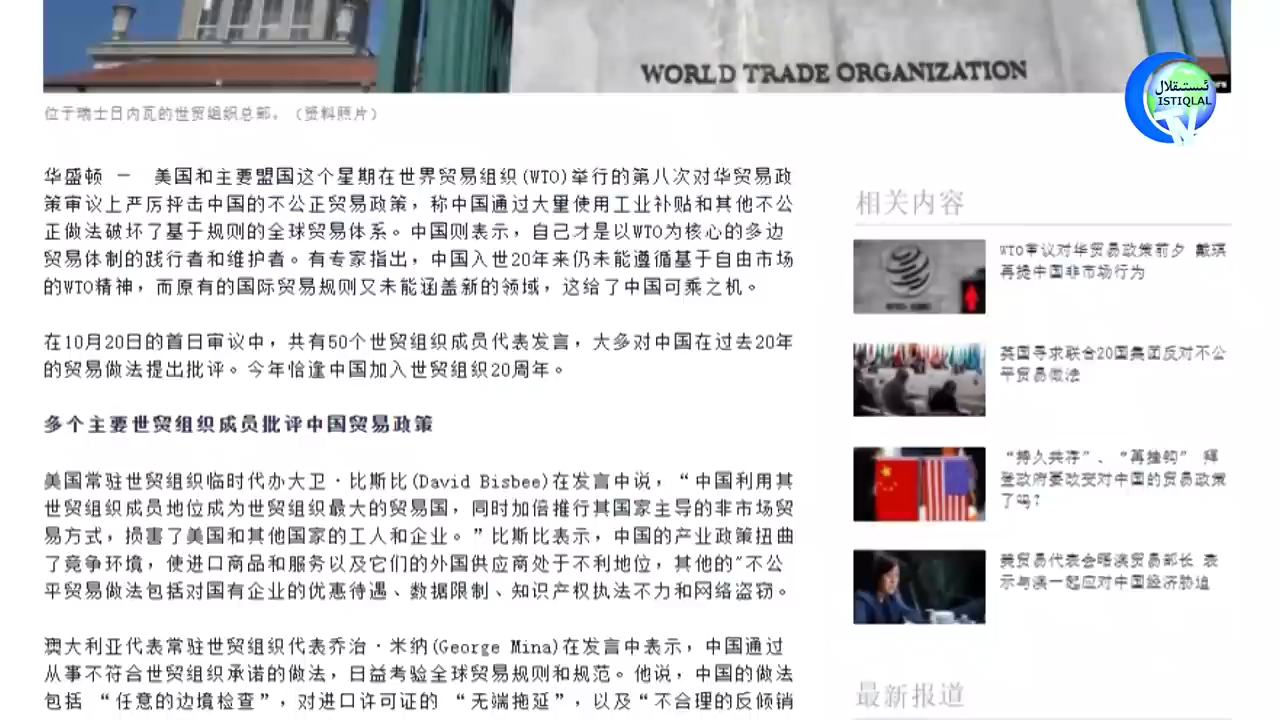 WORLD TRADE ORGANIZATION
ئىستىقلال
ISTIQLAL
TV
位于瑞士日内瓦的世贸组织总部。（资料照片）
华盛顿 — 美国和主要盟国这个星期在世界贸易组织(WTO)举行的第八次对华贸易政
策审议上严厉抨击中国的不公正贸易政策，称中国通过大量使用工业补贴和其他不公
正做法破坏了基于规则的全球贸易体系。中国则表示，自己才是以WTO为核心的多边
贸易体制的践行者和维护者。有专家指出，中国入世20年来仍未能遵循基于自由市场
的WTO精神，而原有的国际贸易规则又未能涵盖新的领域，这给了中国可乘之机。
在10月20日的首日审议中，共有50个世贸组织成员代表发言，大多对中国在过去20年
的贸易做法提出批评。今年恰逢中国加入世贸组织20周年。
多个主要世贸组织成员批评中国贸易政策
美国常驻世贸组织临时代办大卫·比斯比(David Bisbee)在发言中说，“中国利用其
世贸组织成员地位成为世贸组织最大的贸易国，同时加倍推行其国家主导的非市场贸
易方式，损害了美国和其他国家的工人和企业。”比斯比表示，中国的产业政策扭曲
了竞争环境，使进口商品和服务以及它们的外国供应商处于不利地位，其他的"不公
平贸易做法包括对国有企业的优惠待遇、数据限制、知识产权执法不力和网络盗窃。
澳大利亚代表常驻世贸组织代表乔治·米纳(George Mina)在发言中表示，中国通过
从事不符合世贸组织承诺的做法，日益考验全球贸易规则和规范。他说，中国的做法
包括 “任意的边境检查”，对进口许可证的 “无端拖延”，以及“不合理的反倾销
相关内容
WTO审议对华贸易政策前夕 戴琪
再提中国非市场行为
英国寻求联合20国集团反对不公
平贸易做法
“持久共存”、“再挂钩” 拜
登政府要改变对中国的贸易政策
了吗？
美贸易代表会晤澳贸易部长 表
示与澳一起应对中国经济胁迫
最新报道